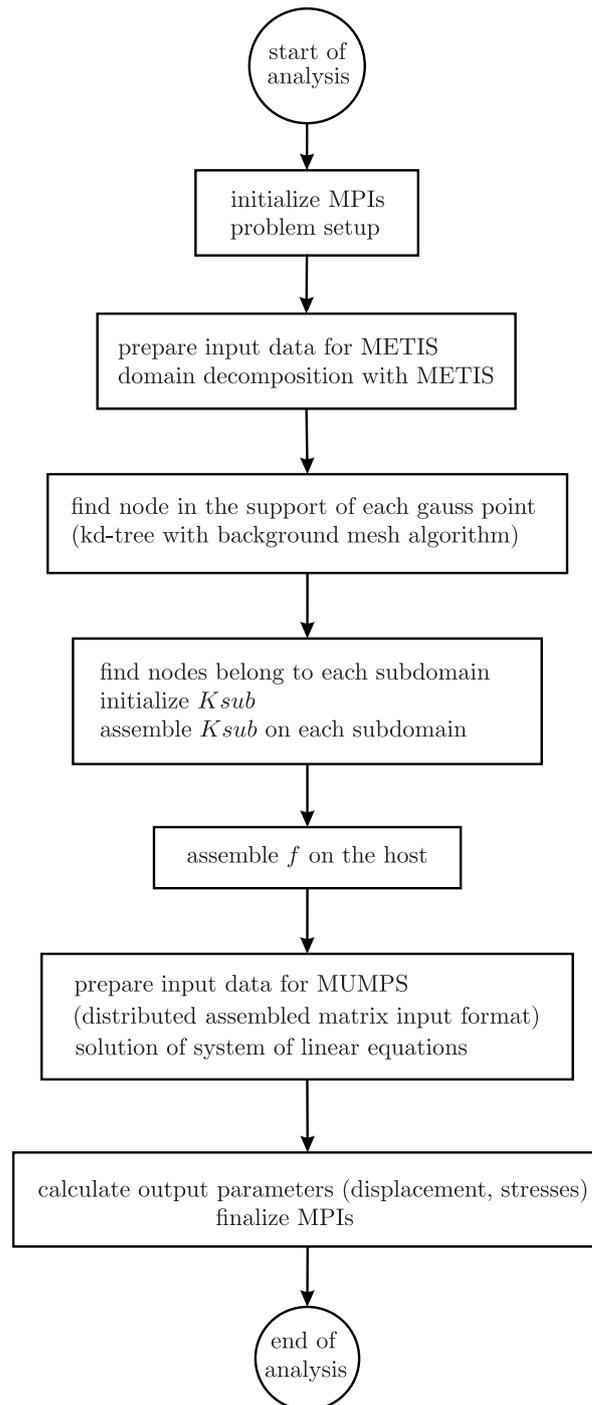 start of
analysis
initialize MPIs
problem setup
prepare input data for METIS
domain decomposition with METIS
find node in the support of each gauss point
(kd-tree with background mesh algorithm)
find nodes belong to each subdomain
initialize Ksub
assemble Ksub on each subdomain
assemble f on the host
prepare input data for MUMPS
(distributed assembled matrix input format)
solution of system of linear equations
calculate output parameters (displacement, stresses)
finalize MPIs
end of
analysis